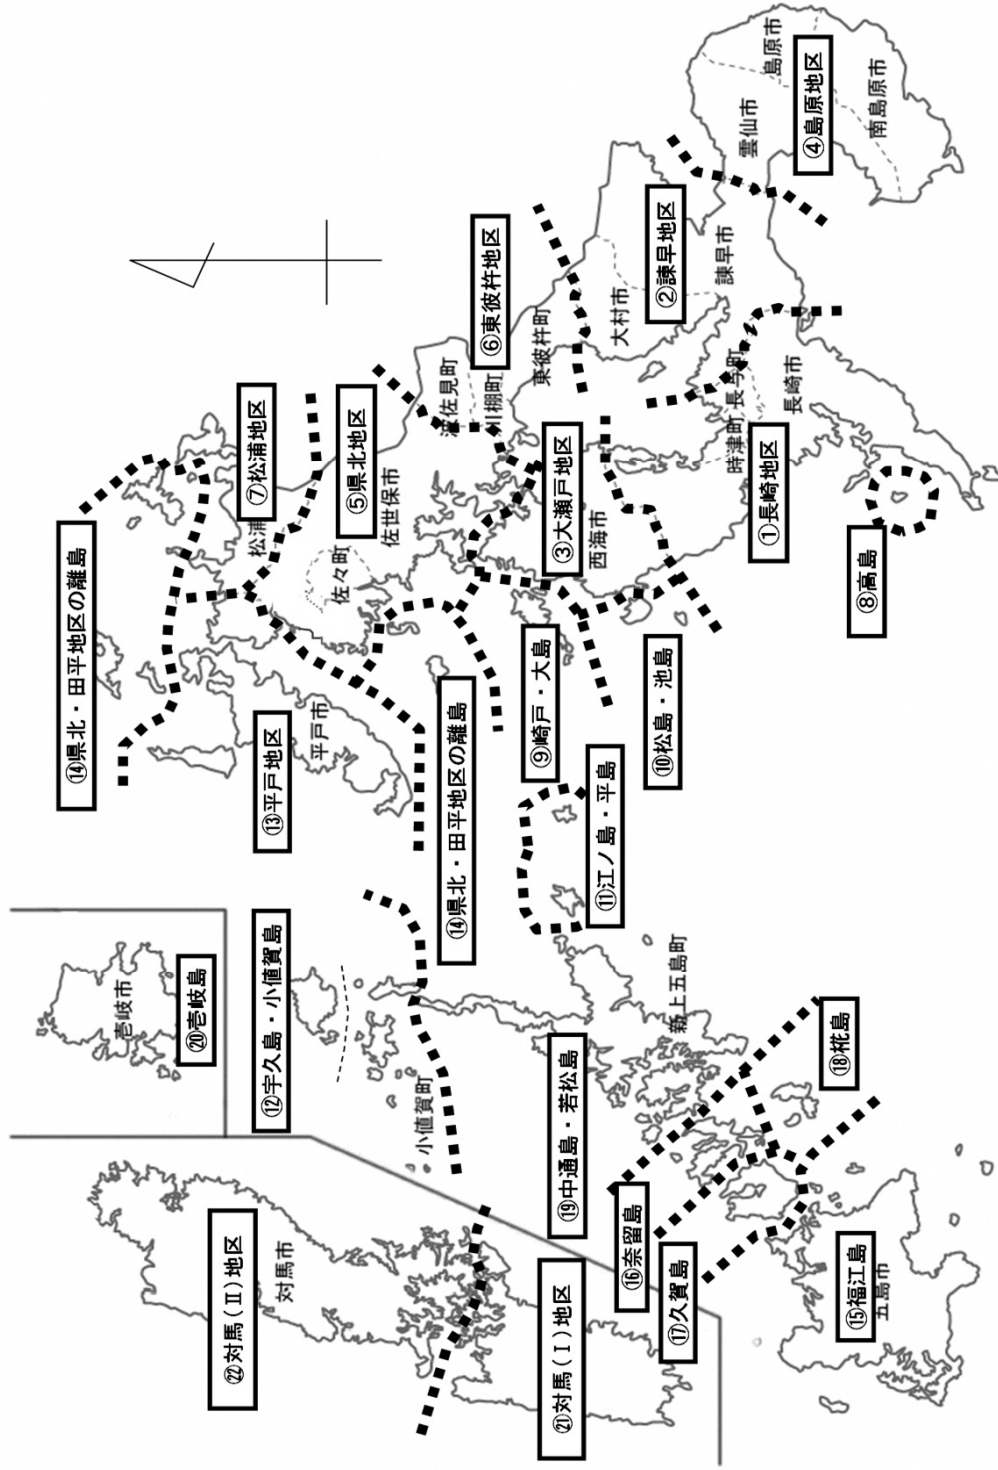 ㉒対馬(Ⅱ)地区
対馬市
㉑対馬(Ⅰ)地区
壱岐市
⑳壱岐島
⑫宇久島・小値賀島
小値賀町
⑲中通島・若松島
新上五島町
⑯奈留島
⑰久賀島
⑱椛島
⑮福江島
五島市
⑭県北・田平地区の離島
⑬平戸地区
平戸市
⑭県北・田平地区の離島
⑪江ノ島・平島
⑨崎戸・大島
⑩松島・池島
⑦松浦地区
松浦
⑤県北地区
佐々町
佐世保市
③大瀬戸地区
西海市
⑥東彼杵地区
波佐見町
川棚町
東彼杵町
大村市
②諫早地区
諫早市
長与町
時津町
長崎市
①長崎地区
⑧高島
④島原地区
雲仙市
島原市
南島原市